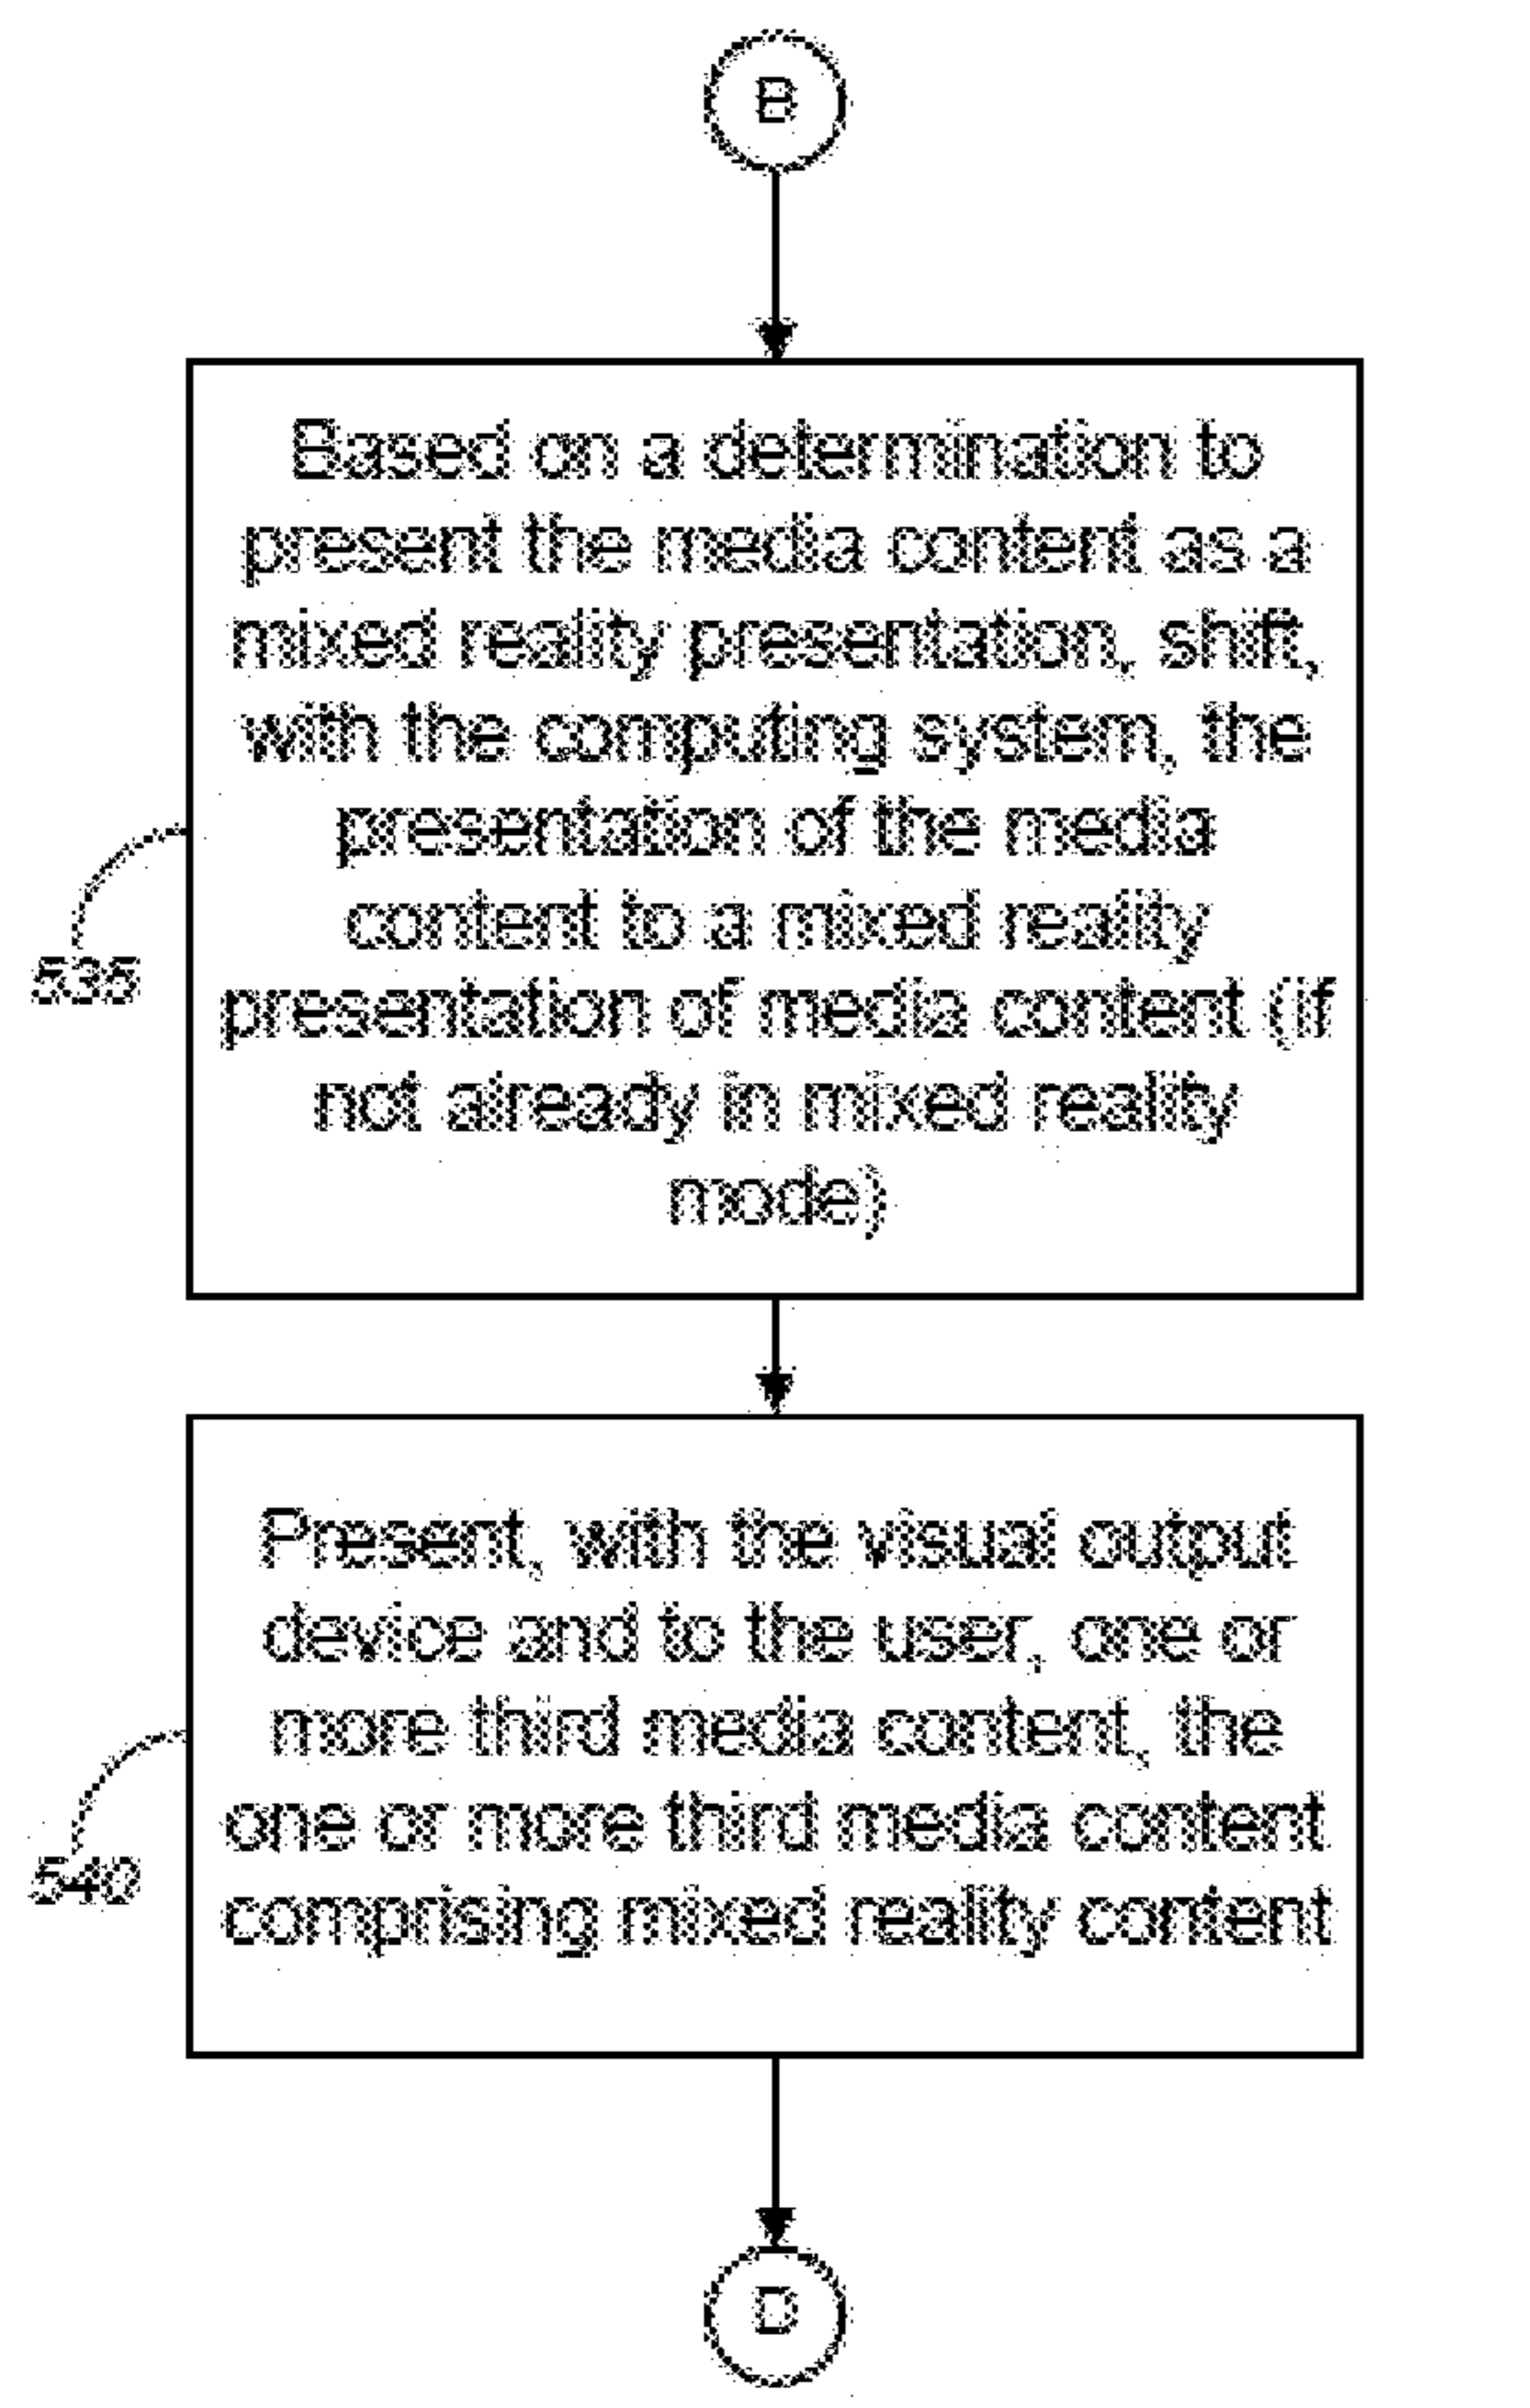 B
Based on a determination to
present the media content as a
mixed reality presentation, shift,
with the computing system, the
presentation of the media
content to a mixed reality
presentation of media content (if
not already in mixed reality
mode)
535
Present, with the visual output
device and to the user, one or
more third media content, the
one or more third media content
comprising mixed reality content
540
D